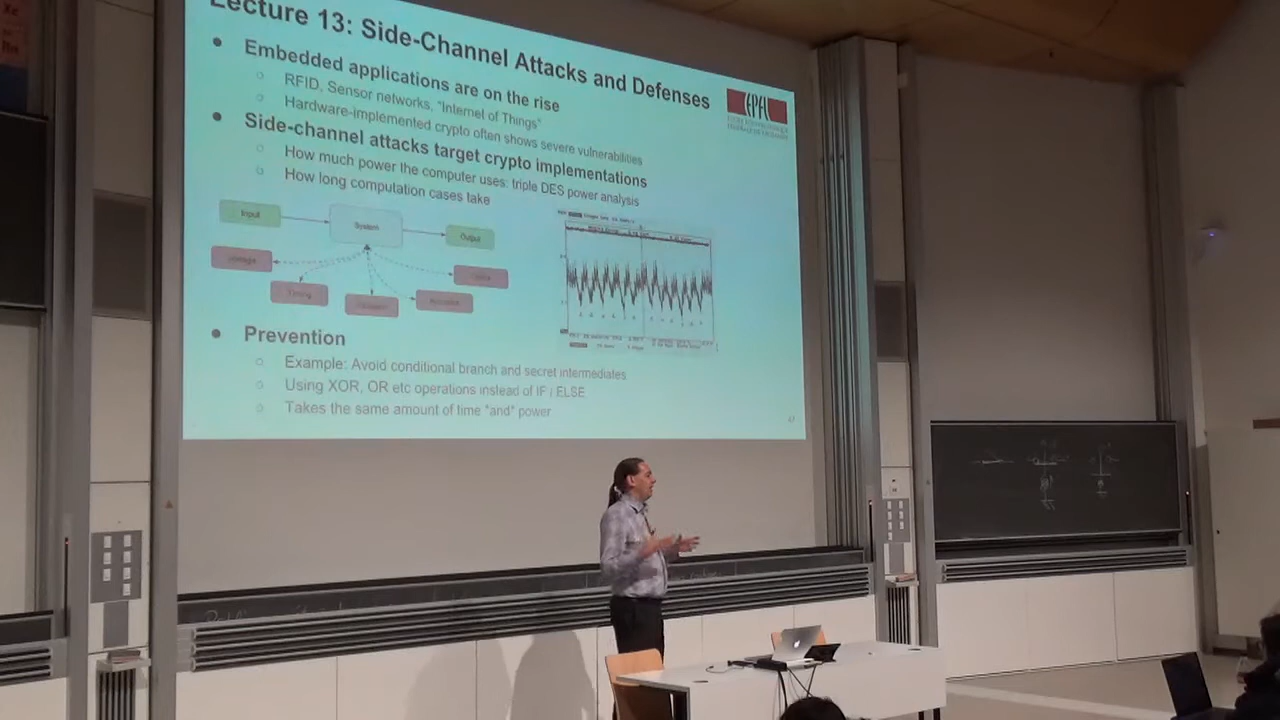 Lecture 13: Side-Channel Attacks and Defenses
Embedded applications are on the rise
RFID, Sensor networks, "Internet of Things"
Hardware-implemented crypto often shows severe vulnerabilities
Side-channel attacks target crypto implementations
How much power the computer uses: triple DES power analysis
How long computation cases take
EPFL
Input
System
Output
Timing
Prevention
Example: Avoid conditional branch and secret intermediates
Using XOR, OR etc operations instead of IF / ELSE
Takes the same amount of time *and* power